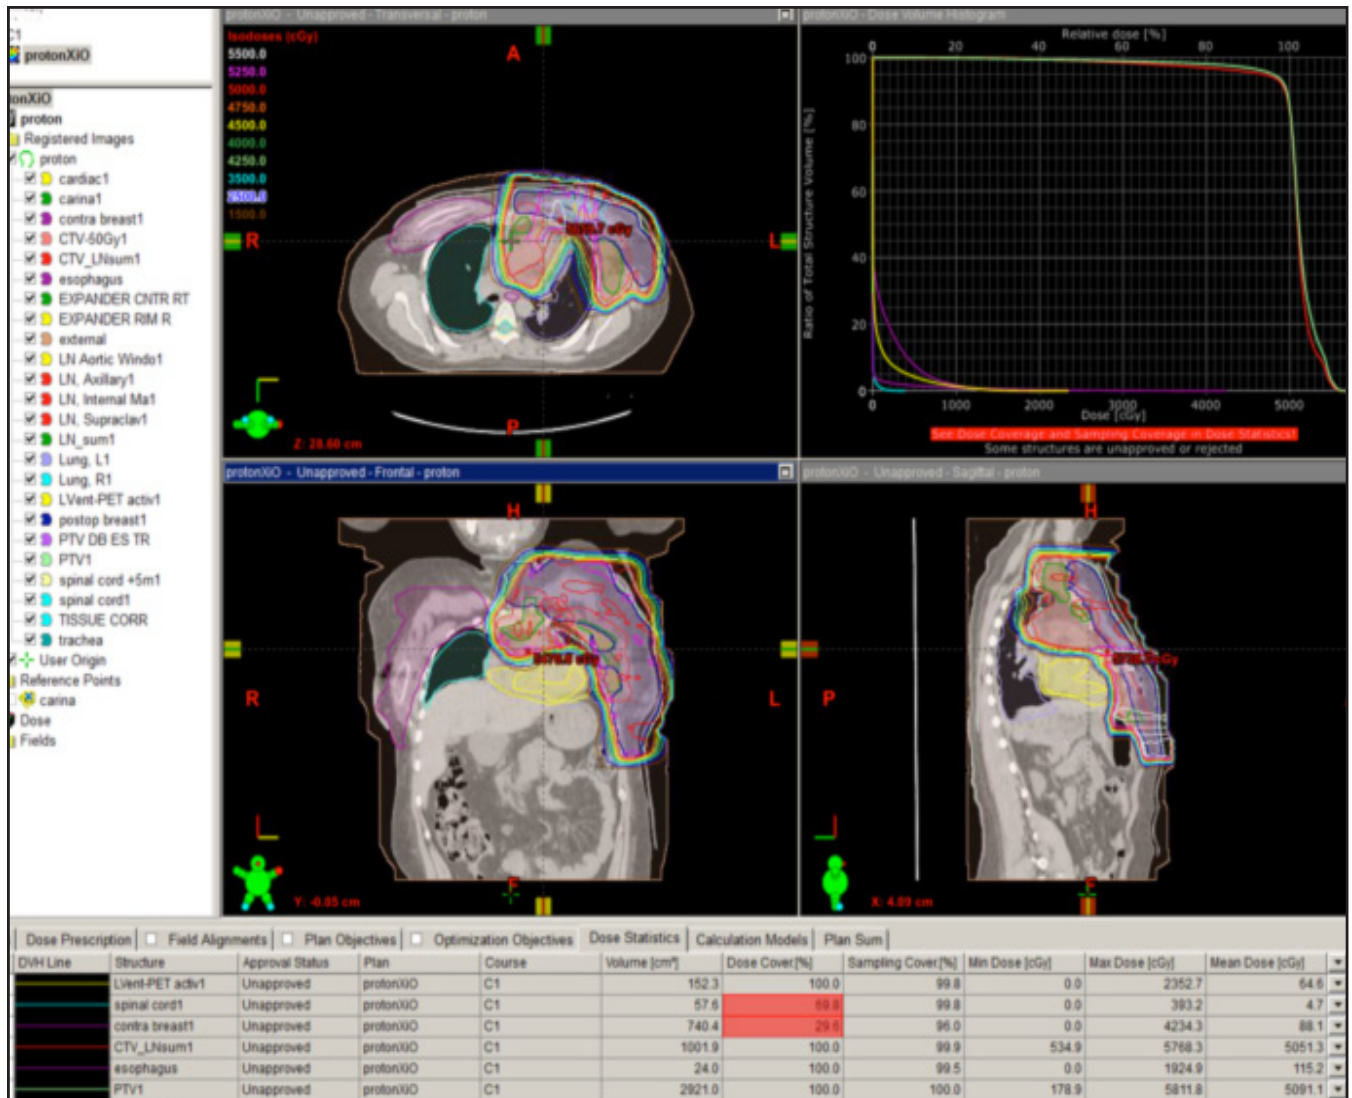 C1
protonXiO
tonXiO
proton
Registered Images
proton
cardiac1
carina1
contra breast1
CTV-50Gy1
CTV_LNsum1
esophagus
EXPANDER CNTR RT
EXPANDER RIM R
external
LN Aortic Windo1
LN, Axillary1
LN, Internal Ma1
LN, Supraclav1
LN_sum1
Lung, L1
Lung, R1
LVent-PET activ1
postop breast1
PTV DB ES TR
PTV1
spinal cord +5m1
spinal cord1
TISSUE CORR
trachea
User Origin
Reference Points
carina
Dose
Fields
protonXiO - Unapproved - Transversal - proton
Isodoses (cGy)
5500.0
5250.0
5000.0
4750.0
4500.0
4000.0
4250.0
3500.0
2500.0
1500.0
A
R
L
P
cGy
Z: 28.60 cm
protonXiO - Dose Volume Histogram
Relative dose [%]
0 20 40 60 80 100
100
80
60
40
20
0
Ratio of Total Structure Volume [%]
0 1000 2000 3000 4000 5000
Dose [cGy]
See Dose Coverage and Sampling Coverage in Dose Statistics!
Some structures are unapproved or rejected
protonXiO - Unapproved - Frontal - proton
H
R
L
F
cGy
Y: -0.05 cm
protonXiO - Unapproved - Sagittal - proton
H
P
F
cGy
X: 4.09 cm
Dose Prescription Field Alignments Plan Objectives Optimization Objectives Dose Statistics Calculation Models Plan Sum
DVH Line Structure Approval Status Plan Course Volume [cm³] Dose Cover.[%] Sampling Cover.[%] Min Dose [cGy] Max Dose [cGy] Mean Dose [cGy]
LVent-PET activ1 Unapproved protonXiO C1 152.3 100.0 99.8 0.0 2352.7 64.6
spinal cord1 Unapproved protonXiO C1 57.6 69.8 99.8 0.0 393.2 4.7
contra breast1 Unapproved protonXiO C1 740.4 29.6 96.0 0.0 4234.3 88.1
CTV_LNsum1 Unapproved protonXiO C1 1001.9 100.0 99.9 534.9 5768.3 5051.3
esophagus Unapproved protonXiO C1 24.0 100.0 99.5 0.0 1924.9 115.2
PTV1 Unapproved protonXiO C1 2921.0 100.0 100.0 178.9 5811.8 5091.1